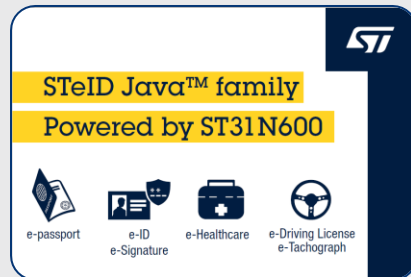 ST
STeID Java™ family
Powered by ST31N600
e-passport
e-ID
e-Signature
e-Healthcare
e-Driving License
e-Tachograph